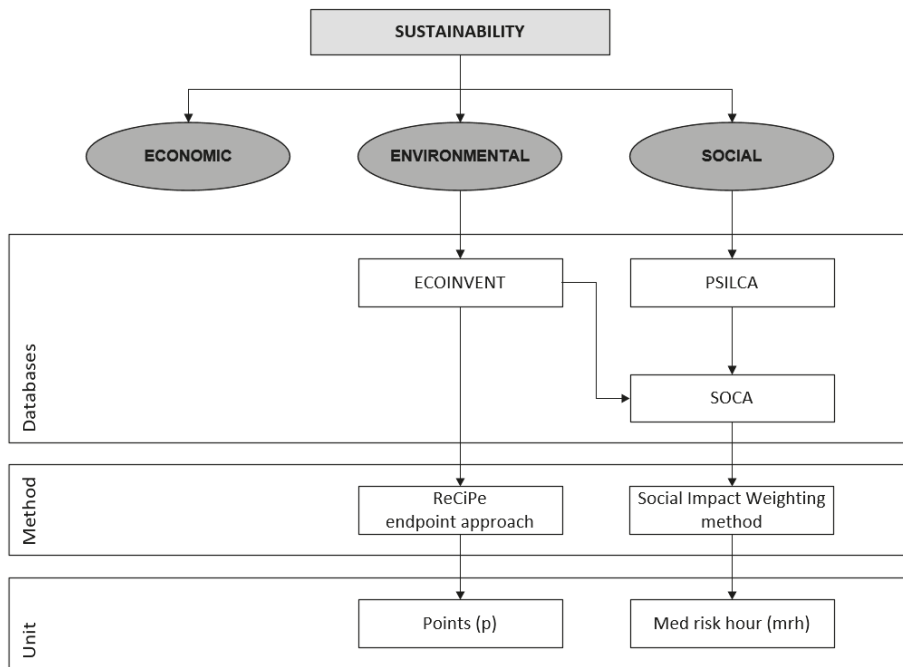 SUSTAINABILITY
ECONOMIC
ENVIRONMENTAL
SOCIAL
Databases
ECOINVENT
PSILCA
SOCA
Method
ReCiPe
endpoint approach
Social Impact Weighting
method
Unit
Points (p)
Med risk hour (mrh)